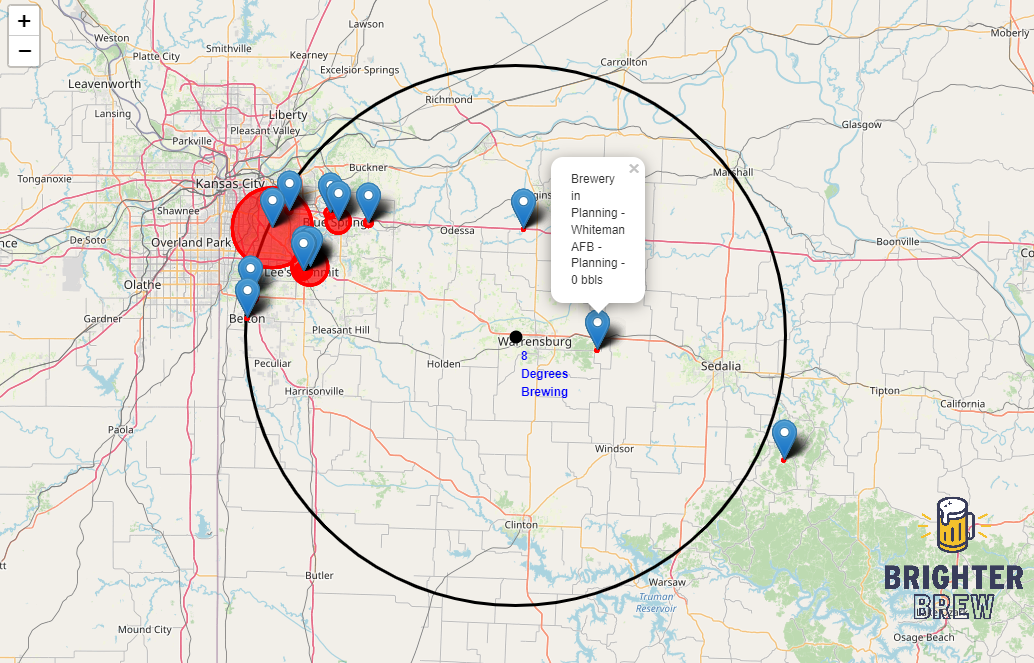 +
−
Lawson
Weston
Smithville
Platte City
Kearney
Excelsior Springs
Carrollton
Moberly
Leavenworth
Richmond
Lansing
Liberty
Pleasant Valley
Glasgow
Parkville
Buckner
Marshall
Tonganoxie
Kansas City
Shawnee
Blue Springs
Odessa
De Soto
Overland Park
Boonville
Lee's Summit
Olathe
Gardner
Belton
Pleasant Hill
Warrensburg
Peculiar
Holden
Sedalia
Harrisonville
Tipton
California
Paola
Windsor
Clinton
Butler
Warsaw
Truman
Reservoir
Mound City
Osage Beach
×
Brewery
in
Planning -
Whiteman
AFB -
Planning -
0 bbls
8
Degrees
Brewing
BRIGHTER
BREW